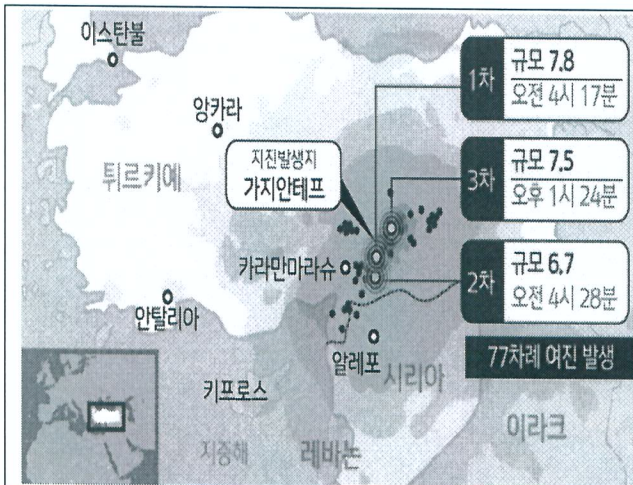 이스탄불
앙카라
튀르키예
지진발생지
가지안테프
카라만마라슈
안탈리아
알레포
키프로스
시리아
지중해
레바논
이라크
1차
규모 7.8
오전 4시 17분
3차
규모 7.5
오후 1시 24분
2차
규모 6.7
오전 4시 28분
77차례 여진 발생